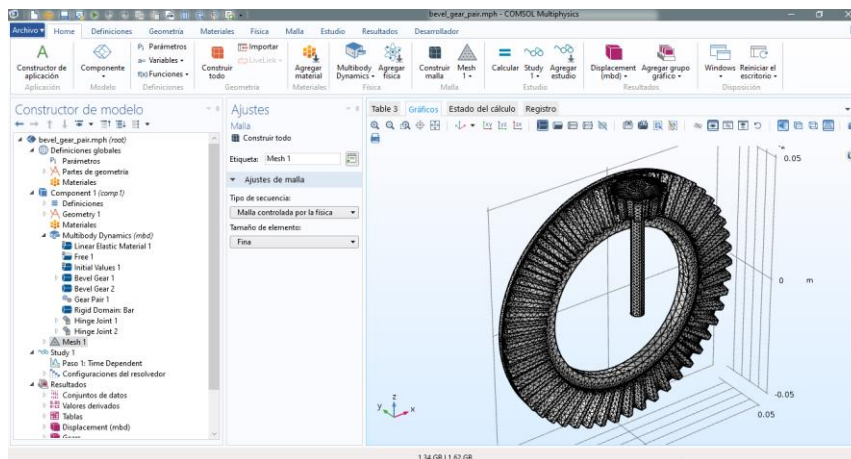 bevel_gear_pair.mph - COMSOL Multiphysics
Archivo Home Definiciones Geometría Materiales Física Malla Estudio Resultados Desarrollador
Constructor de aplicación
Aplicación
Componente
Modelo
Pi Parámetros
a= Variables
f(x) Funciones
Definiciones
Construir todo
Importar
LiveLink
Geometría
Agregar material
Materiales
Multibody Dynamics
Agregar física
Física
Construir malla
Mesh 1
Malla
Calcular
Study 1
Agregar estudio
Estudio
Displacement (mbd)
Agregar grupo gráfico
Resultados
Windows
Reiniciar el escritorio
Disposición
Constructor de modelo
bevel_gear_pair.mph (root)
Definiciones globales
Pi Parámetros
Partes de geometría
Materiales
Component 1 (comp1)
Definiciones
Geometry 1
Materiales
Multibody Dynamics (mbd)
Linear Elastic Material 1
Free 1
Initial Values 1
Bevel Gear 1
Bevel Gear 2
Gear Pair 1
Rigid Domain: Bar
Hinge Joint 1
Hinge Joint 2
Mesh 1
Study 1
Paso 1: Time Dependent
Configuraciones del resolvedor
Resultados
Conjuntos de datos
Valores derivados
Tablas
Displacement (mbd)
Ajustes
Malla
Construir todo
Etiqueta: Mesh 1
Ajustes de malla
Tipo de secuencia:
Malla controlada por la física
Tamaño de elemento:
Fina
Table 3 Gráficos Estado del cálculo Registro
0.05
0 m
-0.05
0.05
z
y x
1.34 GB | 1.62 GB